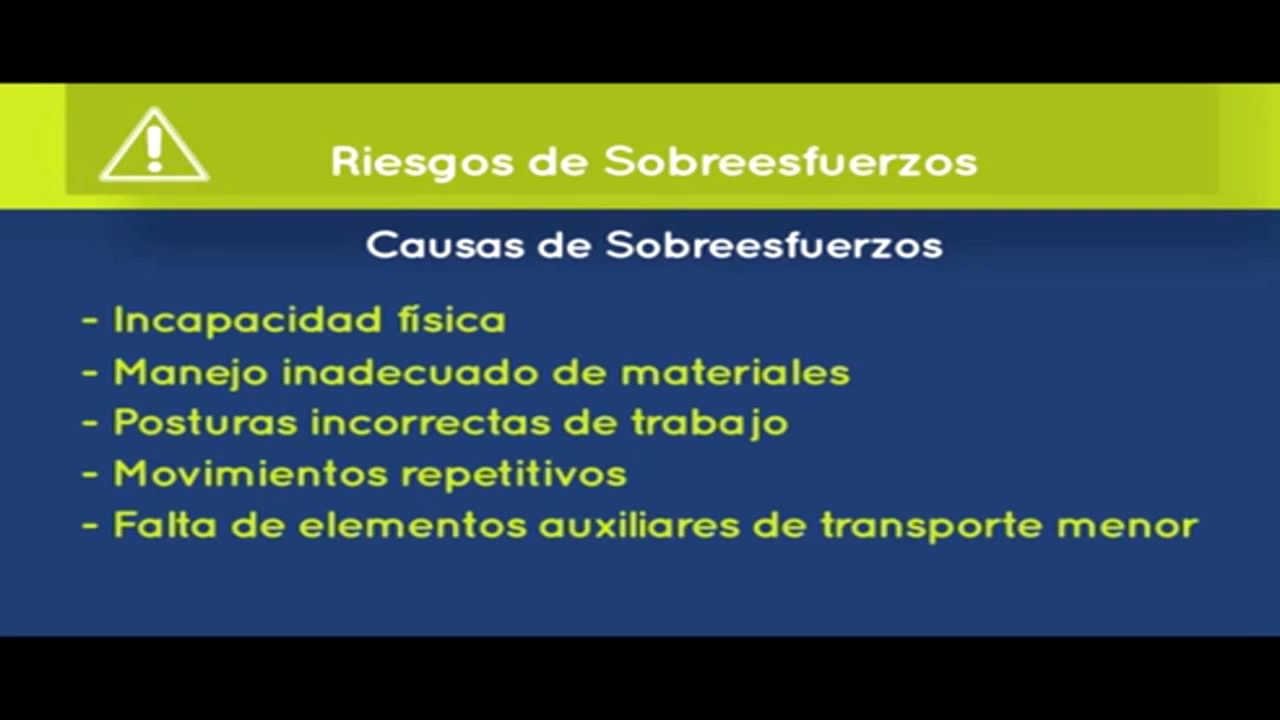 Riesgos de Sobreesfuerzos
Causas de Sobreesfuerzos
- Incapacidad física
- Manejo inadecuado de materiales
- Posturas incorrectas de trabajo
- Movimientos repetitivos
- Falta de elementos auxiliares de transporte menor